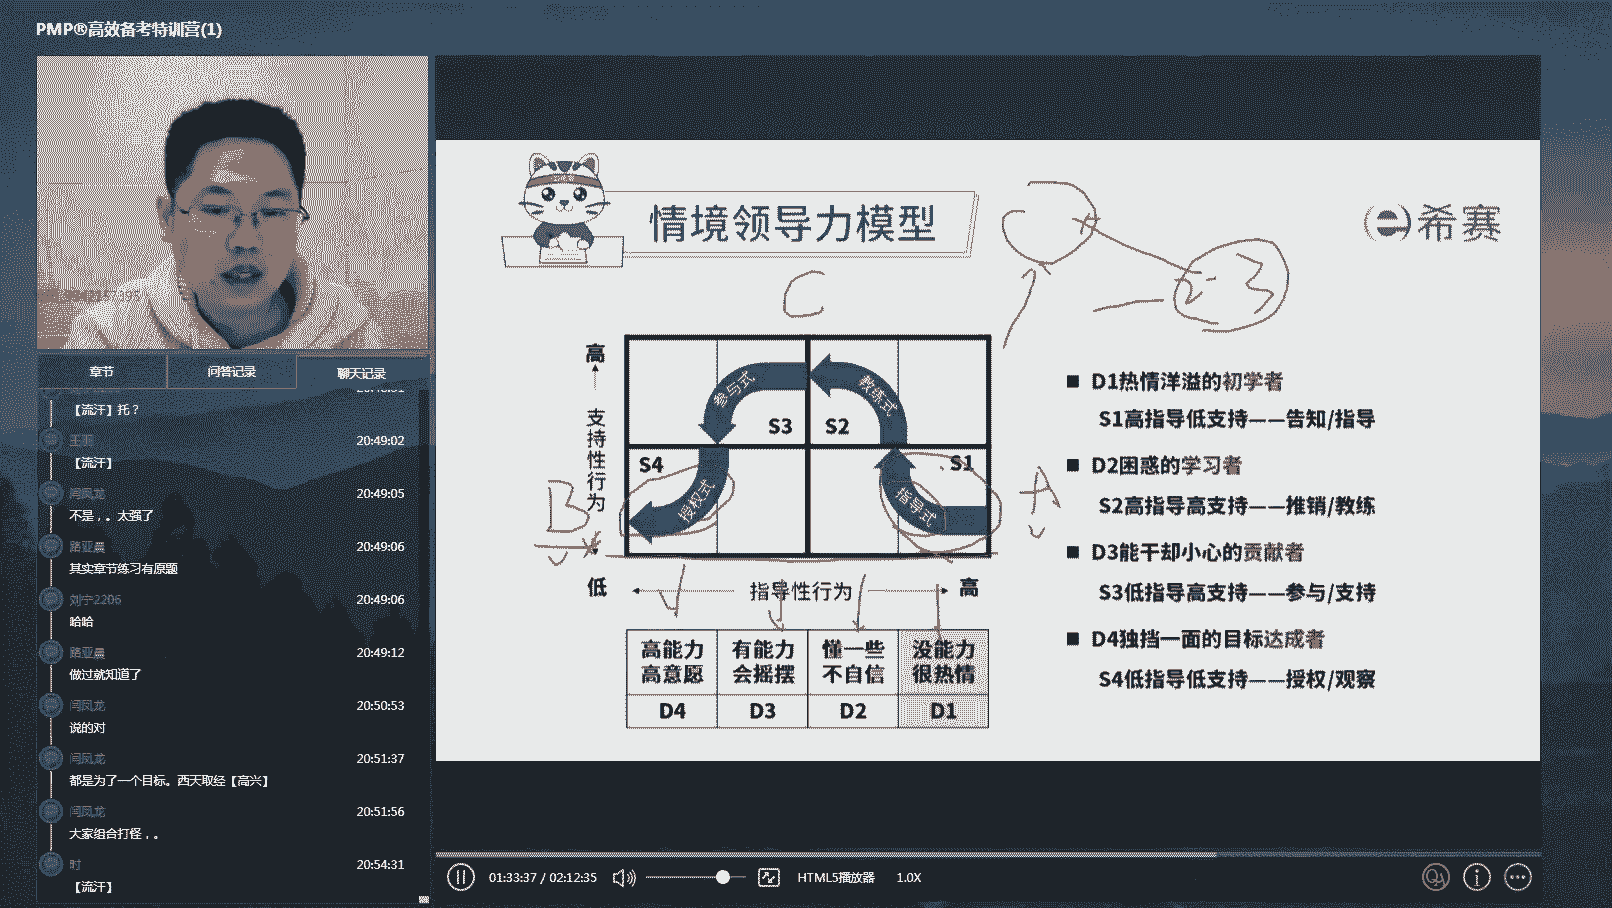 PMP®高效备考特训营(1)
章节
问答记录
聊天记录
【流汗】托？
王羽
20:49:02
【流汗】
闫凤龙
20:49:05
不是，。太强了
路亚晨
20:49:06
其实章节练习有原题
刘宁2206
20:49:06
哈哈
路亚晨
20:49:12
做过就知道了
闫凤龙
20:50:53
说的对
闫凤龙
20:51:37
都是为了一个目标。西天取经【高兴】
闫凤龙
20:51:56
大家组合打怪，。
时
20:54:31
【流汗】
情境领导力模型
希赛
2 3
C
高
支持性行为
参与式
教练式
S3
S2
S4
S1
授权式
指导式
B
A
低
指导性行为
高
高能力
高意愿
有能力
会摇摆
懂一些
不自信
没能力
很热情
D4
D3
D2
D1
■ D1热情洋溢的初学者
S1高指导低支持——告知/指导
■ D2困惑的学习者
S2高指导高支持——推销/教练
■ D3能干却小心的贡献者
S3低指导高支持——参与/支持
■ D4独挡一面的目标达成者
S4低指导低支持——授权/观察
01:33:37 / 02:12:35
HTML5播放器
1.0X